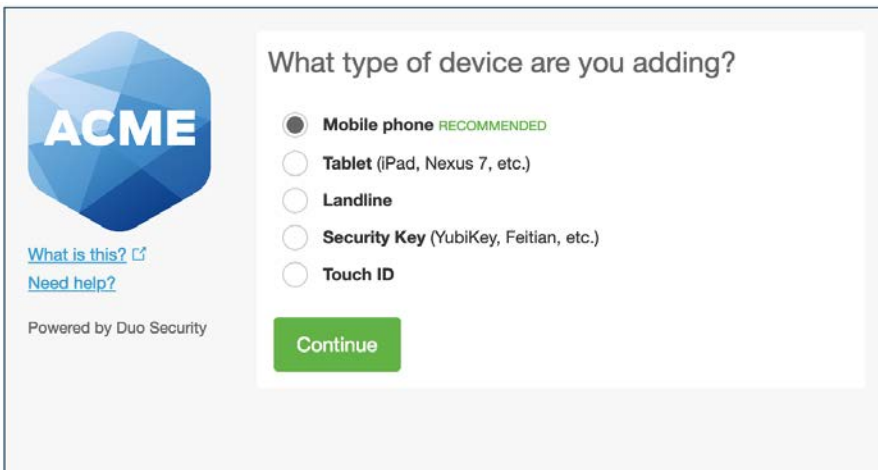 ACME
What is this?
Need help?
Powered by Duo Security
What type of device are you adding?
Mobile phone RECOMMENDED
Tablet (iPad, Nexus 7, etc.)
Landline
Security Key (YubiKey, Feitian, etc.)
Touch ID
Continue